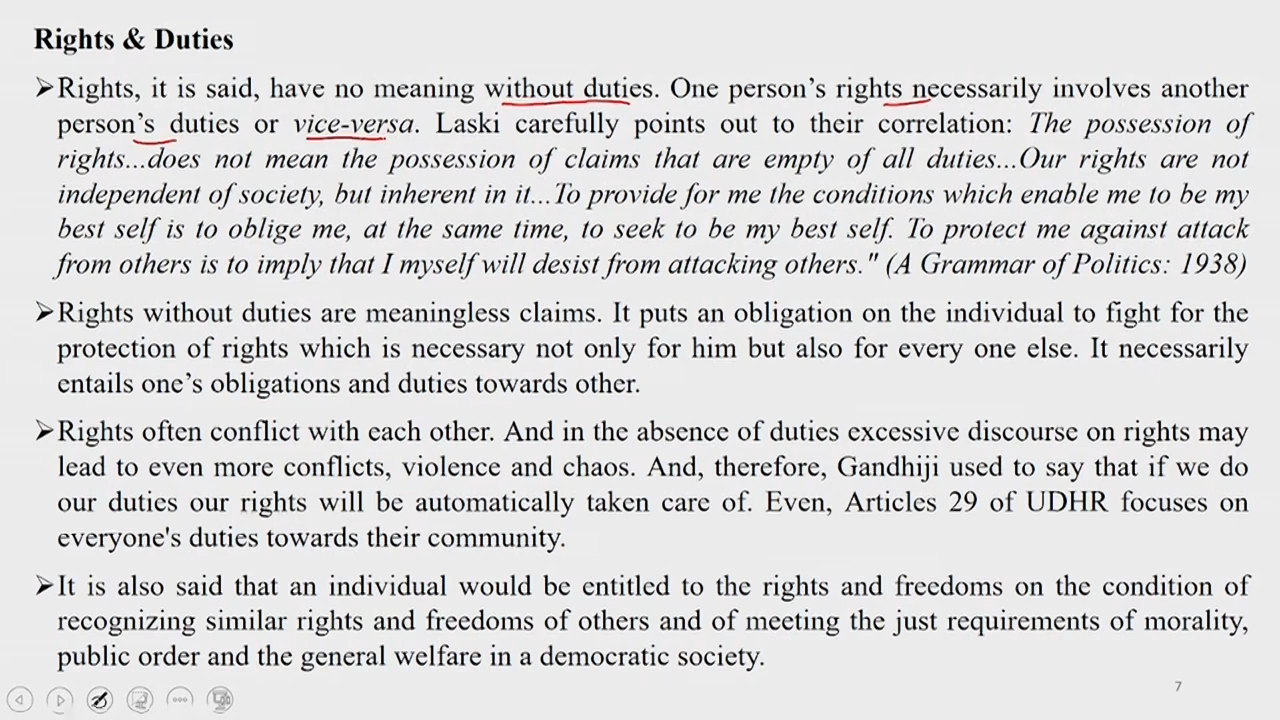 Rights & Duties
➢Rights, it is said, have no meaning without duties. One person's rights necessarily involves another
person's duties or vice-versa. Laski carefully points out to their correlation: The possession of
rights...does not mean the possession of claims that are empty of all duties...Our rights are not
independent of society, but inherent in it...To provide for me the conditions which enable me to be my
best self is to oblige me, at the same time, to seek to be my best self. To protect me against attack
from others is to imply that I myself will desist from attacking others." (A Grammar of Politics: 1938)
➢Rights without duties are meaningless claims. It puts an obligation on the individual to fight for the
protection of rights which is necessary not only for him but also for every one else. It necessarily
entails one's obligations and duties towards other.
➢Rights often conflict with each other. And in the absence of duties excessive discourse on rights may
lead to even more conflicts, violence and chaos. And, therefore, Gandhiji used to say that if we do
our duties our rights will be automatically taken care of. Even, Articles 29 of UDHR focuses on
everyone's duties towards their community.
➢It is also said that an individual would be entitled to the rights and freedoms on the condition of
recognizing similar rights and freedoms of others and of meeting the just requirements of morality,
public order and the general welfare in a democratic society.
7